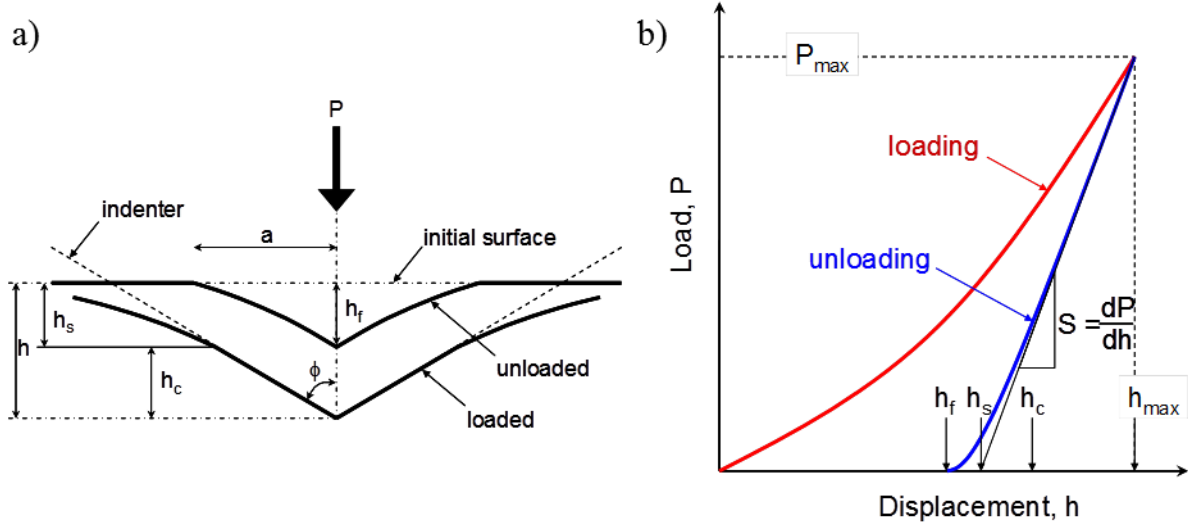 a)
P
indenter
a
initial surface
h_s
h
h_f
h_c
ϕ
unloaded
loaded
b)
P_max
loading
Load, P
unloading
S = dP/dh
h_f h_s h_c h_max
Displacement, h